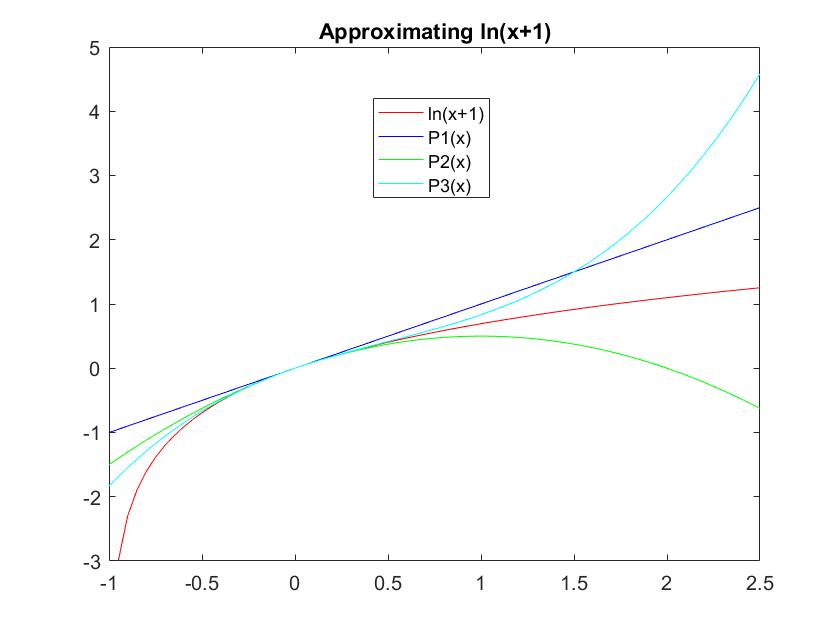 Approximating ln(x+1)
5
4
3
2
1
0
-1
-2
-3
ln(x+1)
P1(x)
P2(x)
P3(x)
-1 -0.5 0 0.5 1 1.5 2 2.5